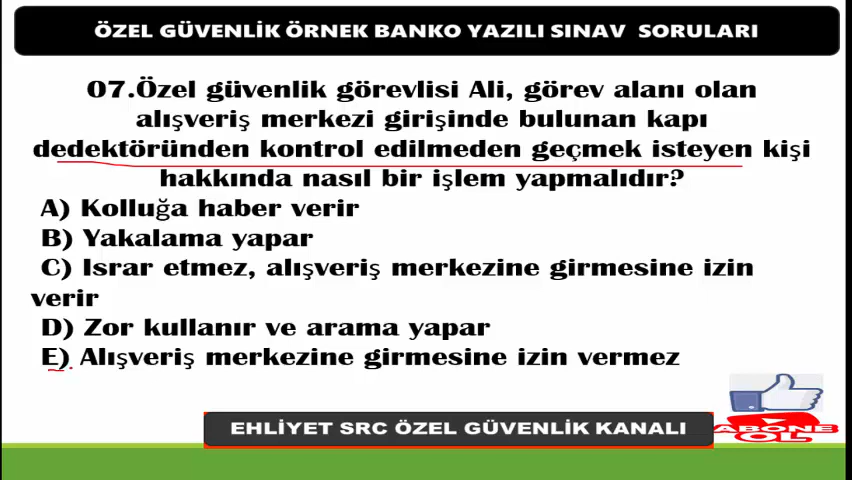 ÖZEL GÜVENLİK ÖRNEK BANKO YAZILI SINAV SORULARI
07.Özel güvenlik görevlisi Ali, görev alanı olan
alışveriş merkezi girişinde bulunan kapı
dedektöründen kontrol edilmeden geçmek isteyen kişi
hakkında nasıl bir işlem yapmalıdır?
A) Kolluğa haber verir
B) Yakalama yapar
C) Israr etmez, alışveriş merkezine girmesine izin
verir
D) Zor kullanır ve arama yapar
E) Alışveriş merkezine girmesine izin vermez
EHLİYET SRC ÖZEL GÜVENLİK KANALI
ABONE
OL